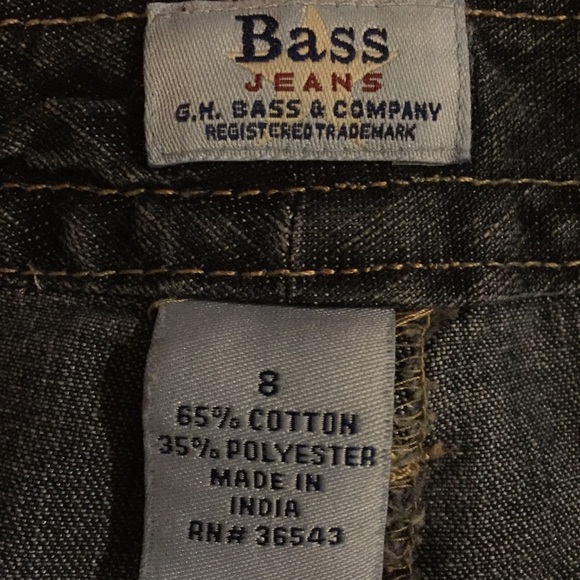 Bass
JEANS
G.H. BASS & COMPANY
REGISTERED TRADEMARK
8
65% COTTON
35% POLYESTER
MADE IN
INDIA
RN# 36543